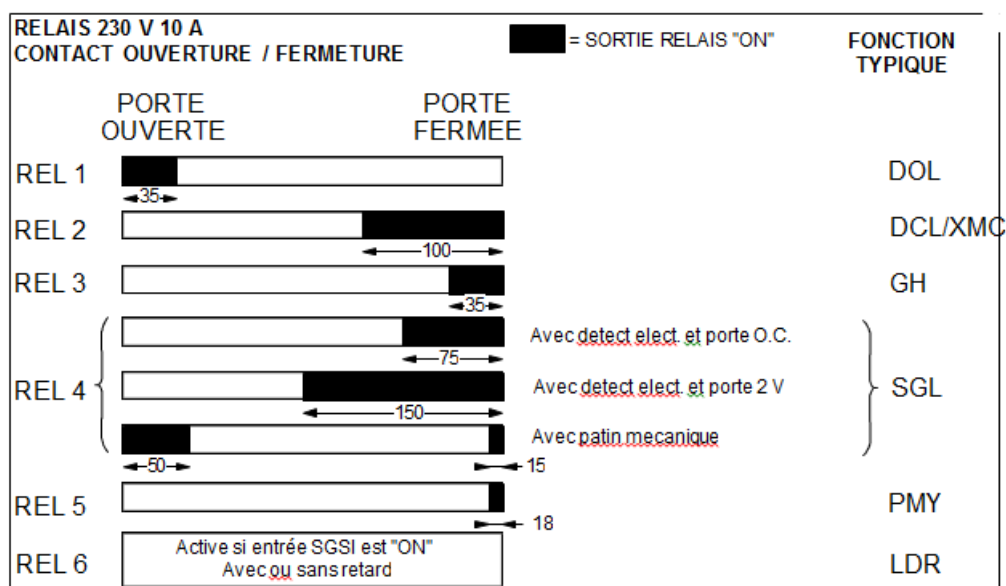 RELAIS 230 V 10 A
CONTACT OUVERTURE / FERMETURE
= SORTIE RELAIS "ON"
FONCTION
TYPIQUE
PORTE
OUVERTE
PORTE
FERMEE
REL 1
35
DOL
REL 2
100
DCL/XMC
REL 3
35
GH
REL 4
75
Avec detect elect. et porte O.C.
150
Avec detect elect. et porte 2 V
SGL
50
Avec patin mecanique
15
REL 5
18
PMY
REL 6
Active si entrée SGSI est "ON"
Avec ou sans retard
LDR